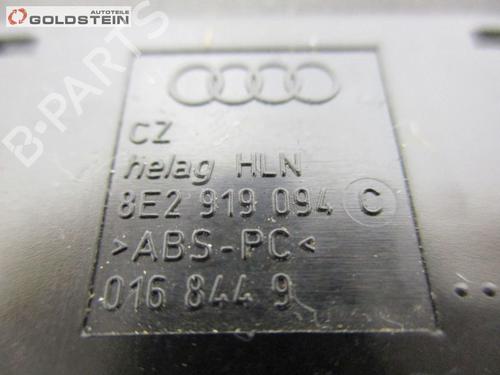 GOLDSTEIN
AUTOTEILE
B-PARTS
CZ
helag HLN
8E2 919 094 C
>ABS-PC<
016 844 9